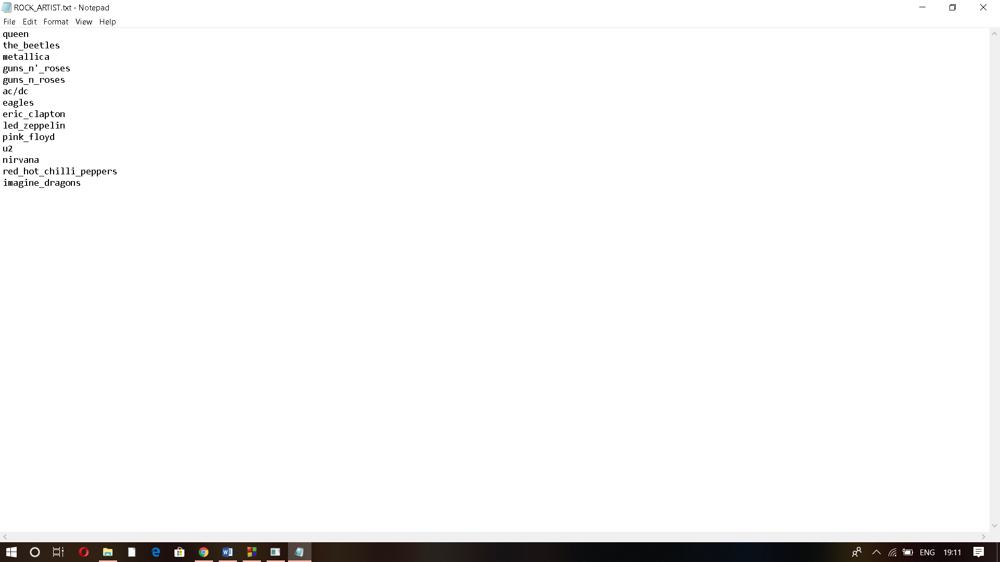 ROCK_ARTIST.txt - Notepad
File Edit Format View Help
queen
the_beetles
metallica
guns_n'_roses
guns_n_roses
ac/dc
eagles
eric_clapton
led_zeppelin
pink_floyd
u2
nirvana
red_hot_chilli_peppers
imagine_dragons
ENG 19:11